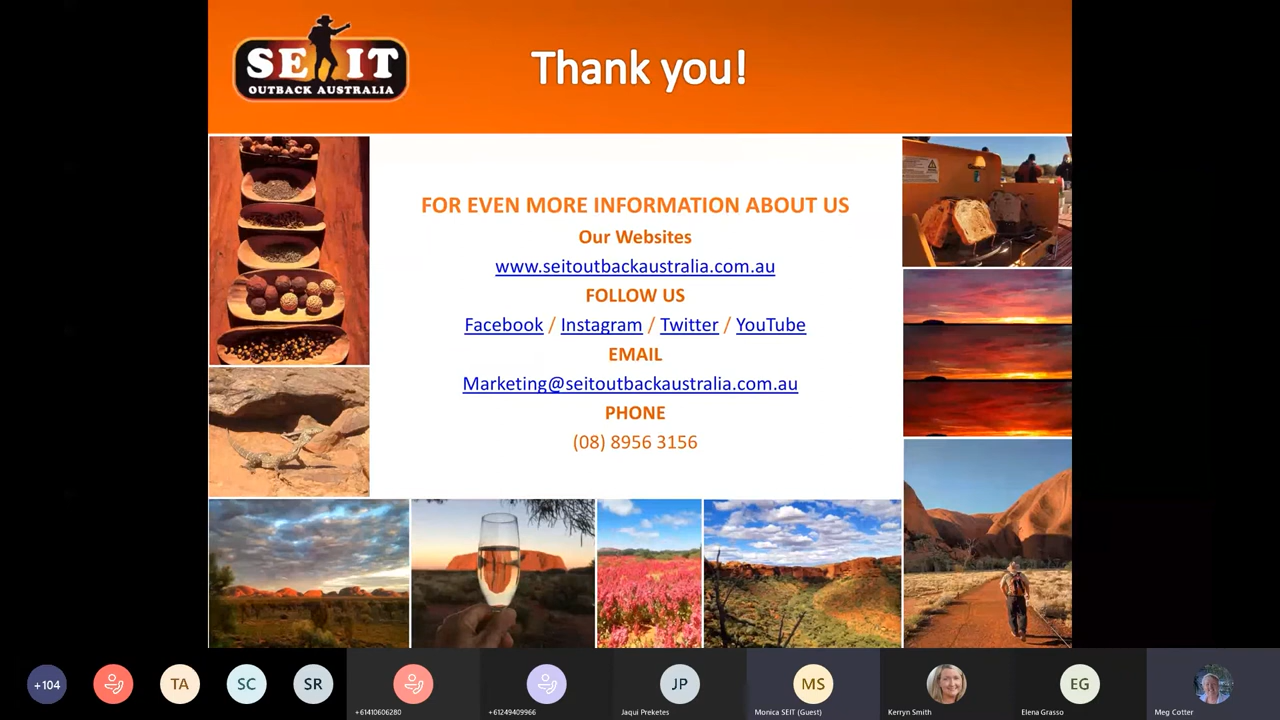 SEIT
OUTBACK AUSTRALIA
Thank you!
FOR EVEN MORE INFORMATION ABOUT US
Our Websites
www.seitoutbackaustralia.com.au
FOLLOW US
Facebook / Instagram / Twitter / YouTube
EMAIL
Marketing@seitoutbackaustralia.com.au
PHONE
(08) 8956 3156
+104
TA
SC
SR
+61410606280
+61249409966
JP
Jaqui Preketes
MS
Monica SEIT (Guest)
Kerryn Smith
EG
Elena Grasso
Meg Cotter